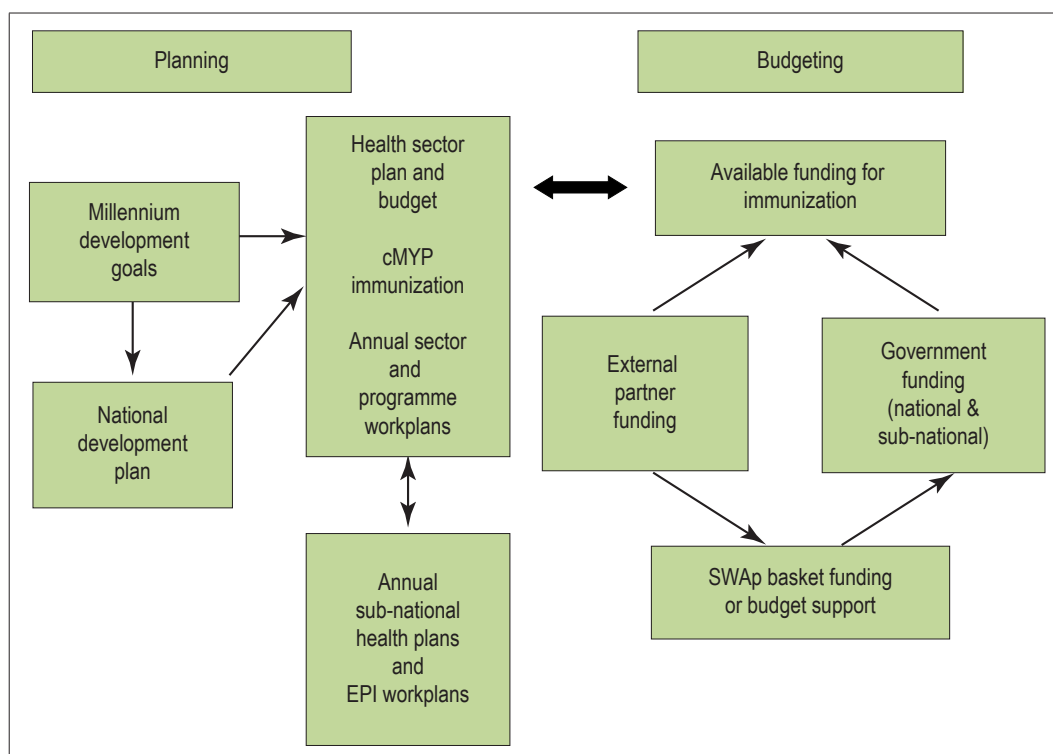 Planning
Budgeting
Millennium
development
goals
National
development
plan
Health sector
plan and
budget
cMYP
immunization
Annual sector
and
programme
workplans
Annual
sub-national
health plans
and
EPI workplans
Available funding for
immunization
External
partner
funding
Government
funding
(national &
sub-national)
SWAp basket funding
or budget support